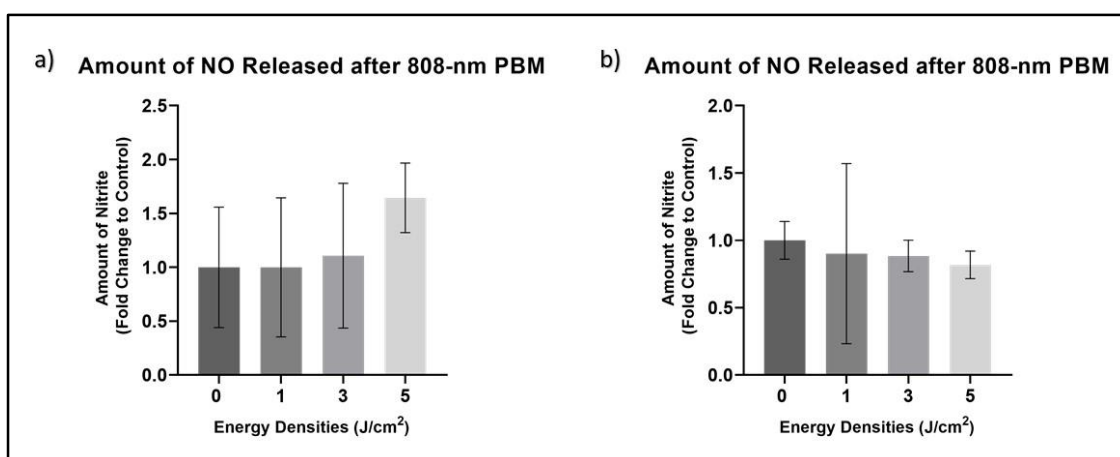 a) Amount of NO Released after 808-nm PBM
2.5
2.0
1.5
1.0
0.5
0.0
Amount of Nitrite
(Fold Change to Control)
0 1 3 5
Energy Densities (J/cm²)
b) Amount of NO Released after 808-nm PBM
2.0
1.5
1.0
0.5
0.0
Amount of Nitrite
(Fold Change to Control)
0 1 3 5
Energy Densities (J/cm²)